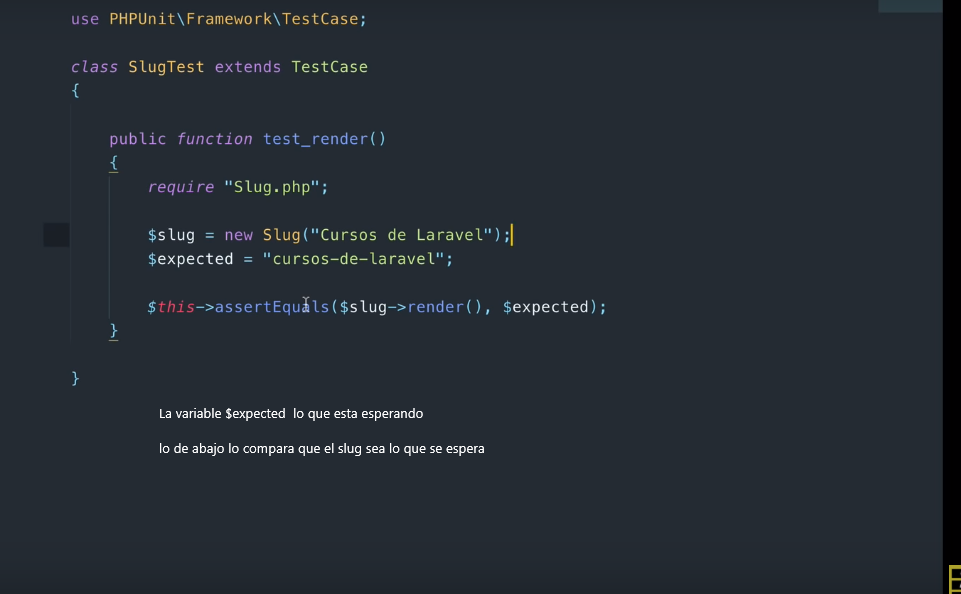 use PHPUnit\Framework\TestCase;
class SlugTest extends TestCase
{
public function test_render()
{
require "Slug.php";
$slug = new Slug("Cursos de Laravel");
$expected = "cursos-de-laravel";
$this->assertEquals($slug->render(), $expected);
}
}
La variable $expected  lo que esta esperando
lo de abajo lo compara que el slug sea lo que se espera